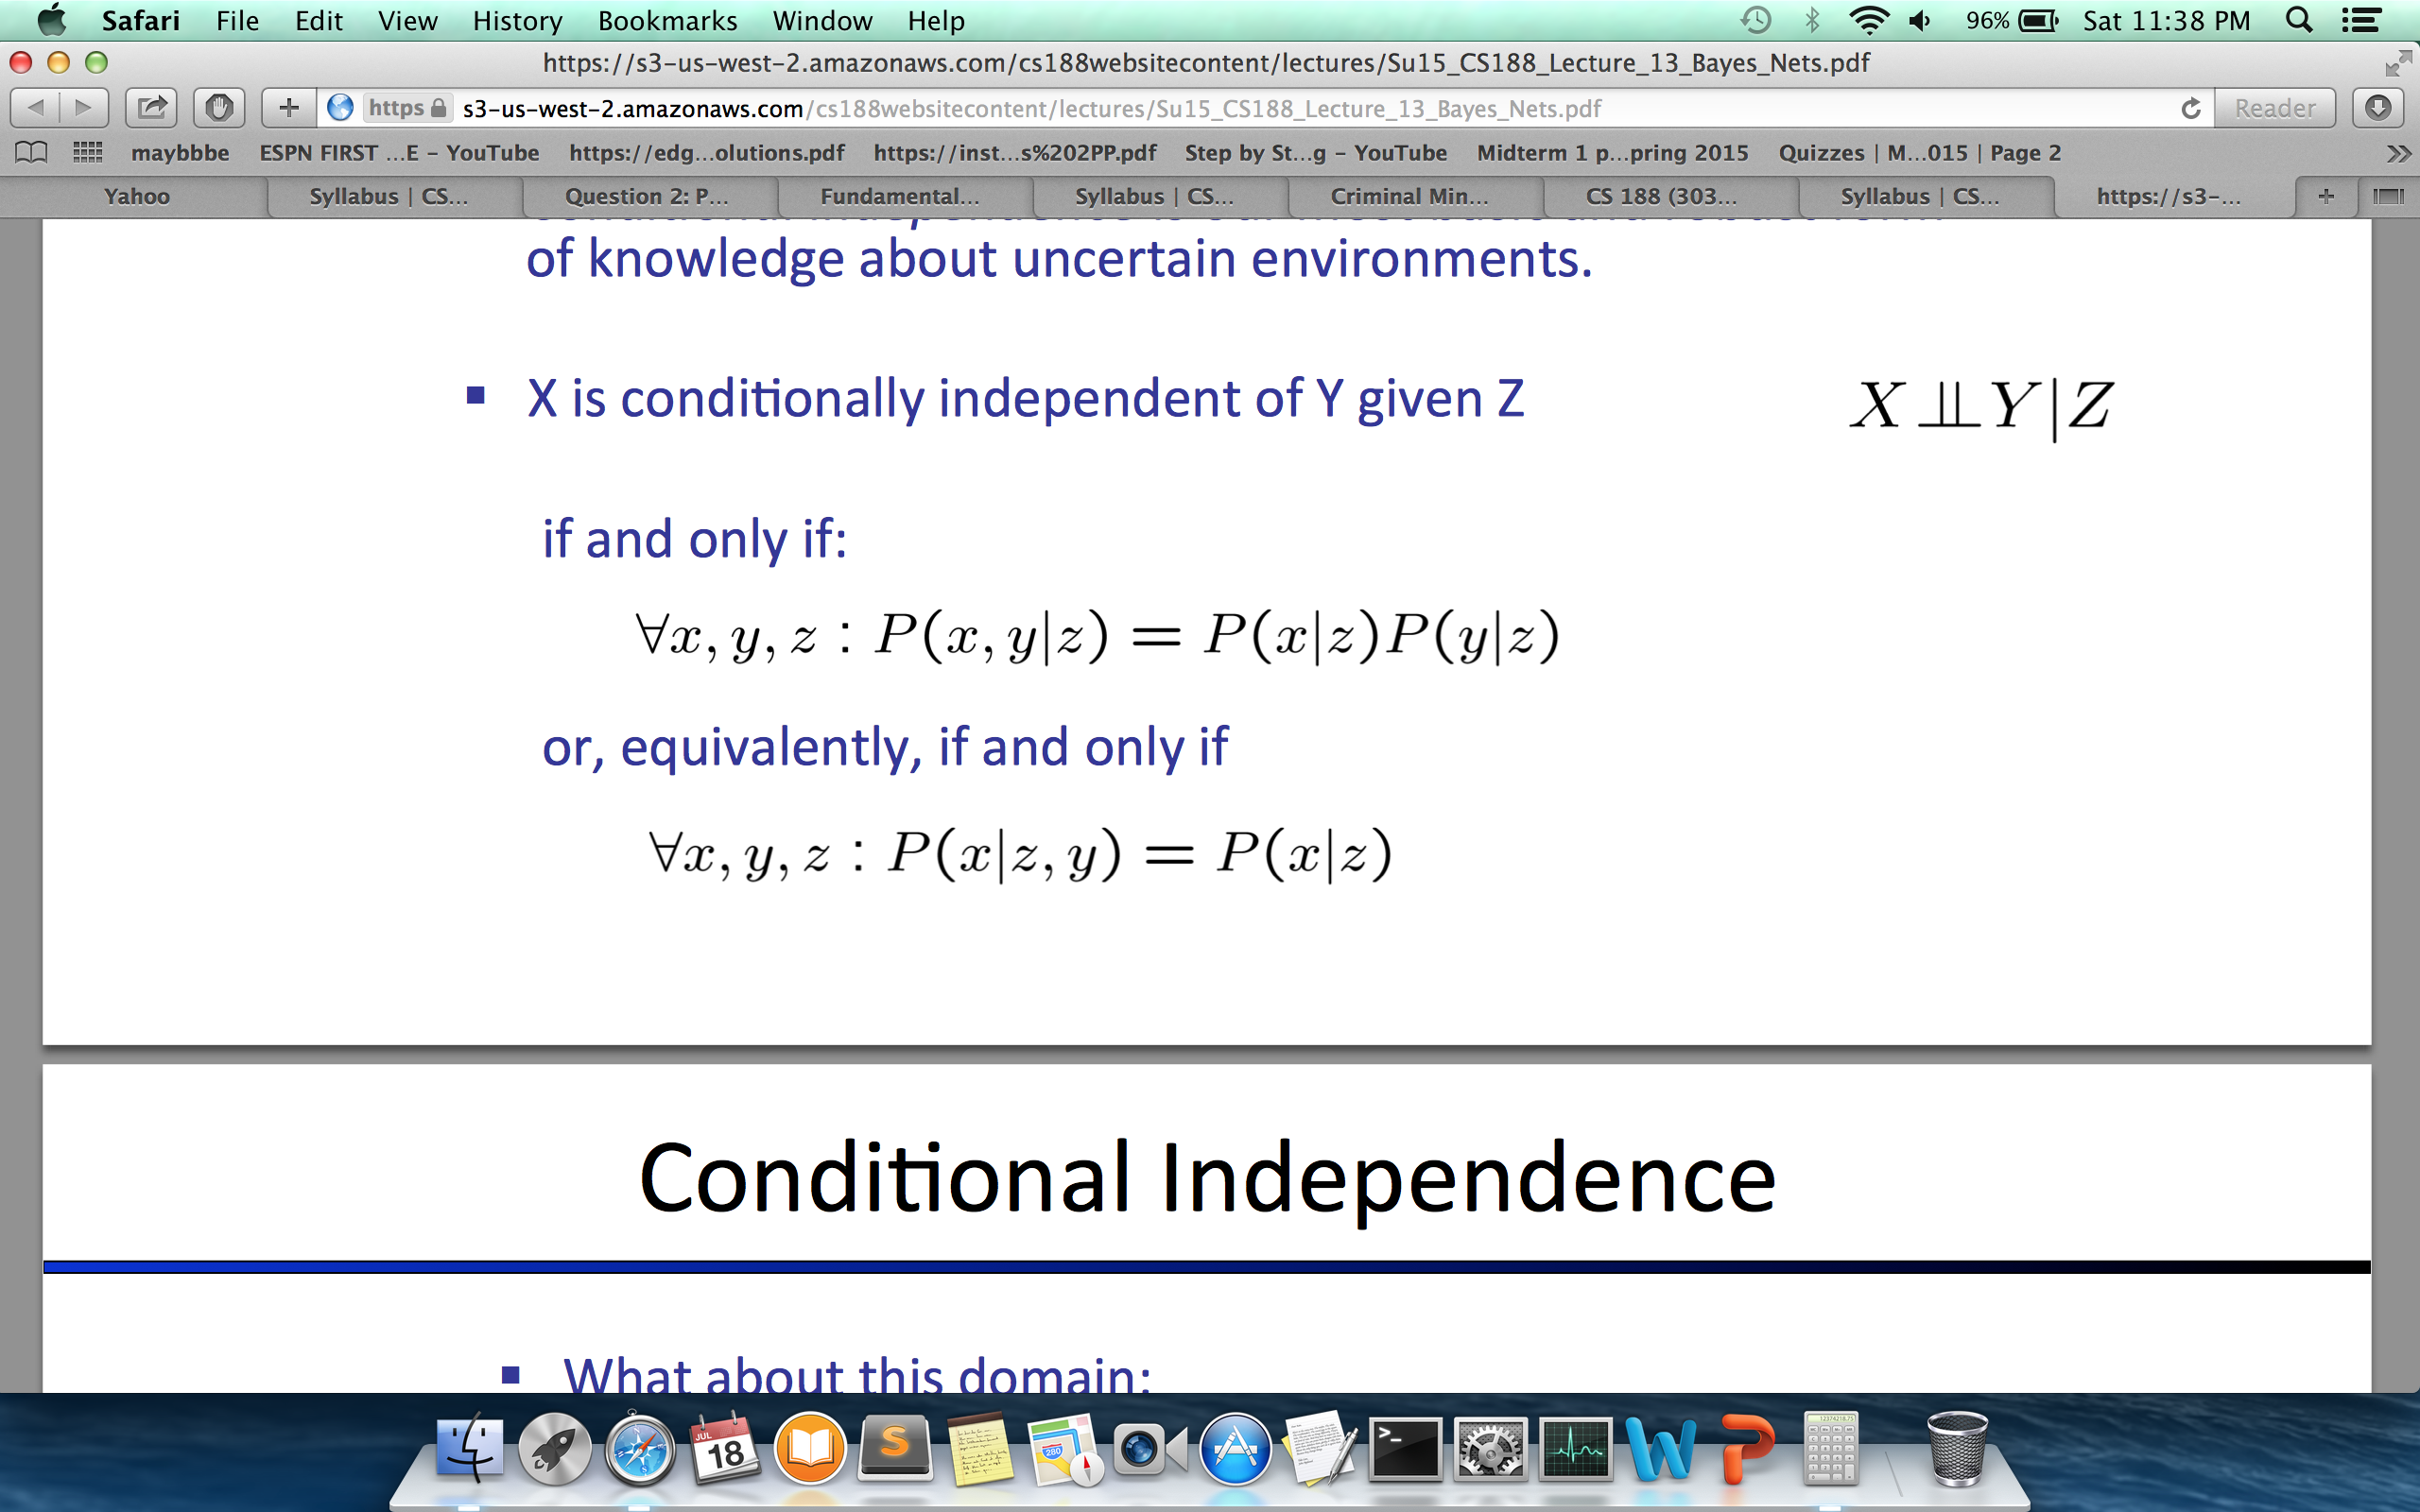 Safari File Edit View History Bookmarks Window Help 96% Sat 11:38 PM
https://s3-us-west-2.amazonaws.com/cs188websitecontent/lectures/Su15_CS188_Lecture_13_Bayes_Nets.pdf
https s3-us-west-2.amazonaws.com/cs188websitecontent/lectures/Su15_CS188_Lecture_13_Bayes_Nets.pdf Reader
maybbbe ESPN FIRST ...E – YouTube https://edg...olutions.pdf https://inst...s%202PP.pdf Step by St...g – YouTube Midterm 1 p...pring 2015 Quizzes | M...015 | Page 2
Yahoo Syllabus | CS... Question 2: P... Fundamental... Syllabus | CS... Criminal Min... CS 188 (303... Syllabus | CS... https://s3-...
of knowledge about uncertain environments.
▪ X is conditionally independent of Y given Z X ⫫ Y|Z
if and only if:
∀x, y, z : P(x, y|z) = P(x|z)P(y|z)
or, equivalently, if and only if
∀x, y, z : P(x|z, y) = P(x|z)
Conditional Independence
▪ What about this domain:
JUL
18
280
12374218.75